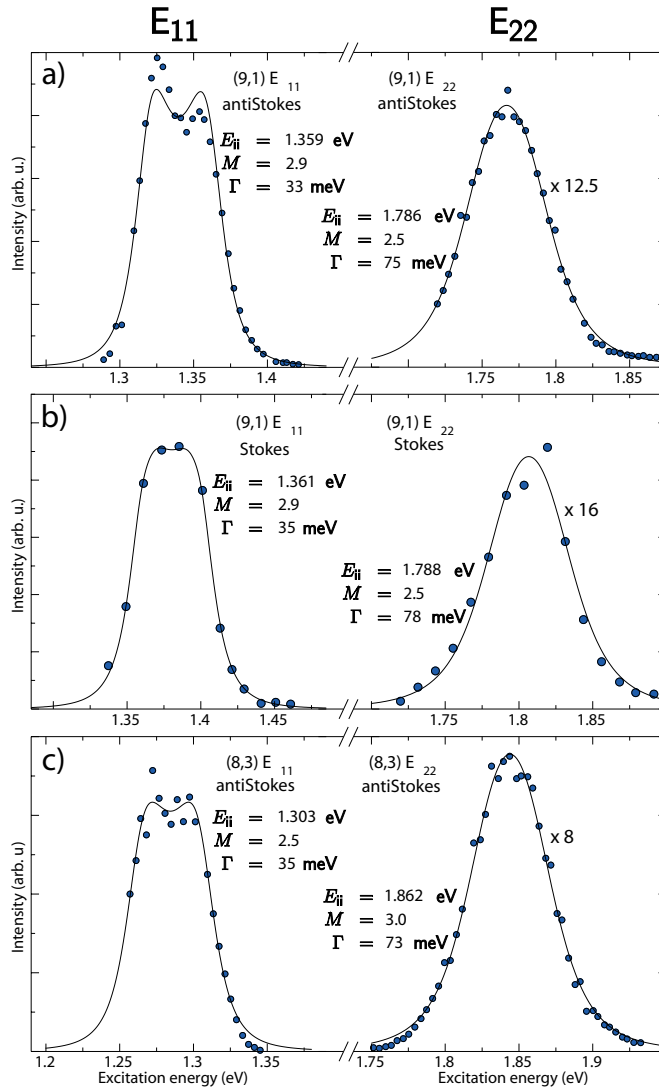 E11 E22
a)
(9,1) E 11
antiStokes
Eii = 1.359 eV
M = 2.9
Γ = 33 meV
(9,1) E 22
antiStokes
x 12.5
Eii = 1.786 eV
M = 2.5
Γ = 75 meV
Intensity (arb. u.)
1.3 1.4 1.75 1.8 1.85
b)
(9,1) E 11
Stokes
Eii = 1.361 eV
M = 2.9
Γ = 35 meV
(9,1) E 22
Stokes
x 16
Eii = 1.788 eV
M = 2.5
Γ = 78 meV
Intensity (arb. u.)
1.35 1.4 1.45 1.75 1.8 1.85
c)
(8,3) E 11
antiStokes
Eii = 1.303 eV
M = 2.5
Γ = 35 meV
(8,3) E 22
antiStokes
x 8
Eii = 1.862 eV
M = 3.0
Γ = 73 meV
Intensity (arb. u)
1.2 1.25 1.3 1.35 1.75 1.8 1.85 1.9
Excitation energy (eV) Excitation energy (eV)